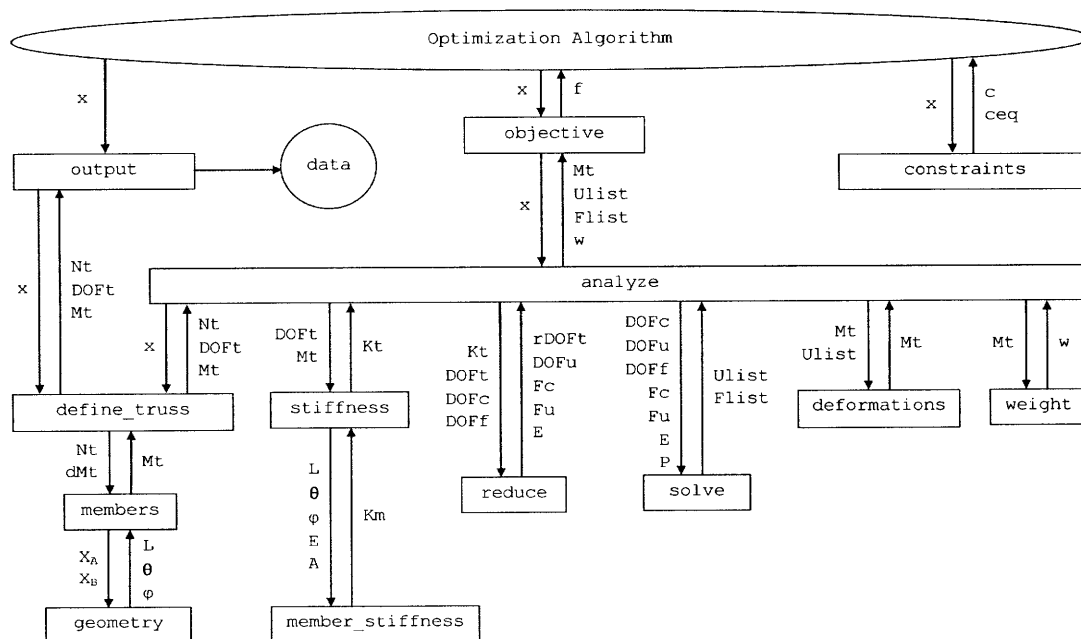 Optimization Algorithm
x
x
f
x
c
ceq
objective
output
data
constraints
x
Mt
Ulist
Flist
w
x
Nt
DOFt
Mt
analyze
x
Nt
DOFt
Mt
DOFt
Mt
Kt
Kt
DOFt
DOFc
DOFf
rDOFt
DOFu
Fc
Fu
E
DOFc
DOFu
DOFf
Fc
Fu
E
P
Ulist
Flist
Mt
Ulist
Mt
Mt
w
define_truss
stiffness
deformations
weight
Nt
dMt
Mt
reduce
solve
members
L
θ
φ
E
A
Km
XA
XB
L
θ
φ
geometry
member_stiffness